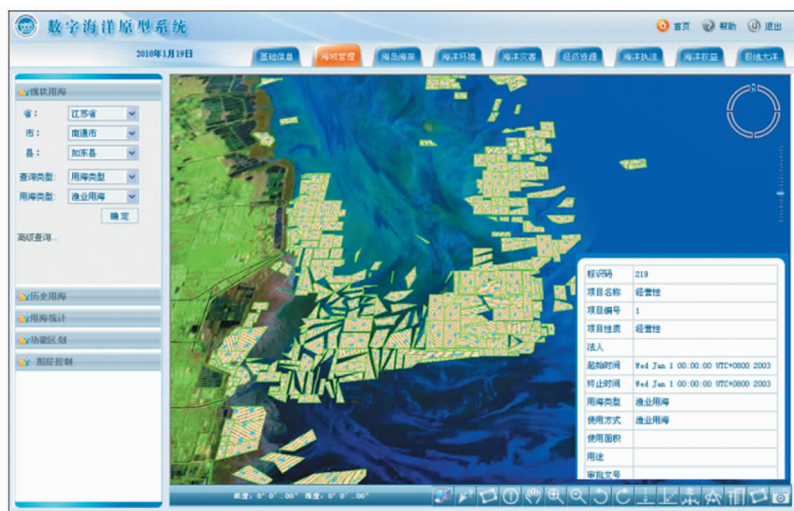 数字海洋原型系统
首页 帮助 退出
2010年1月19日
基础信息 海域管理 海岛海岸 海洋环境 海洋灾害 经济资源 海洋执法 海洋权益 极地大洋
现状用海
省： 江苏省
市： 南通市
县： 如东县
查询类型: 用海类型
用海类型: 渔业用海
确定
高级查询...
历史用海
用海统计
功能区划
图层控制
标识码 219
项目名称 经营性
项目编号 1
项目性质 经营性
法人
起始时间 Wed Jan 1 00:00:00 UTC+0800 2003
终止时间 Wed Jan 1 00:00:00 UTC+0800 2003
用海类型 渔业用海
使用方式 渔业用海
使用面积
用途
审批文号
N
经度: 0° 0′ .00″ 纬度: 0° 0′ .00″